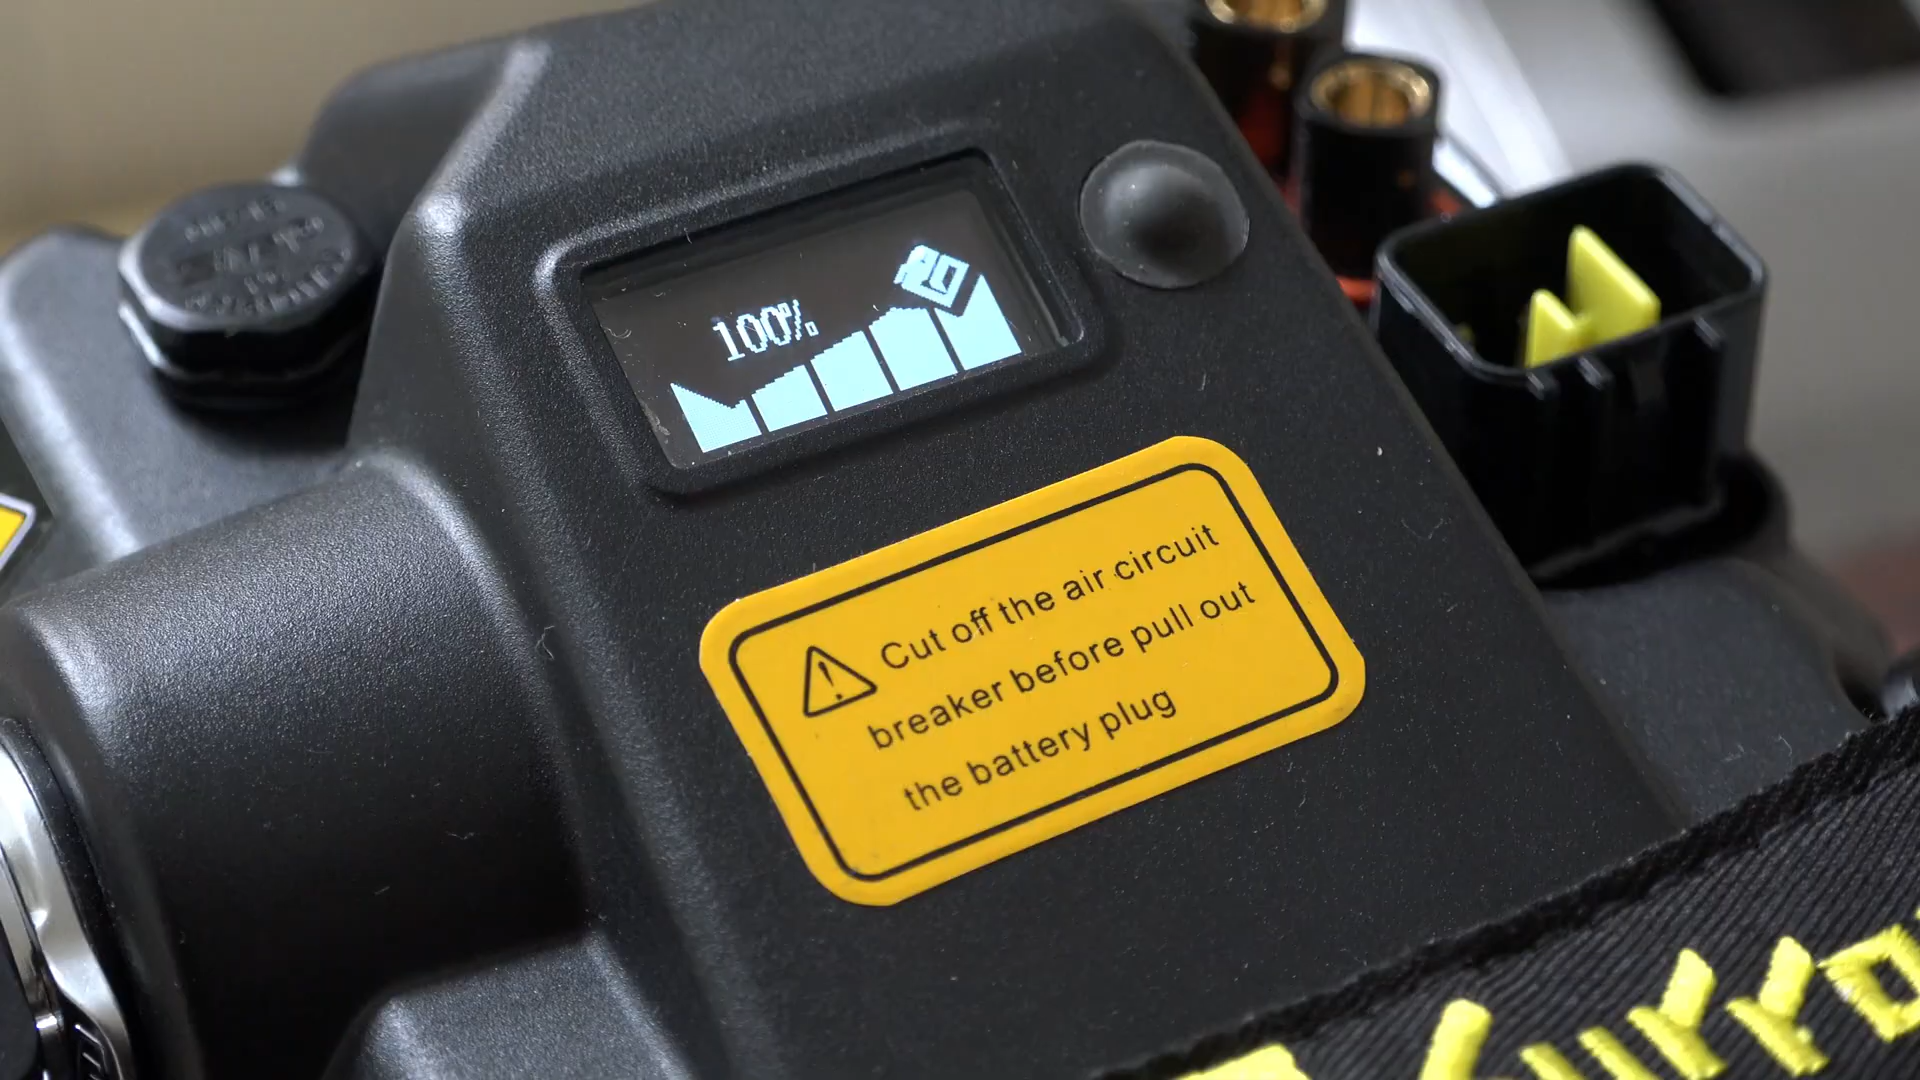 100%
Cut off the air circuit
breaker before pull out
the battery plug